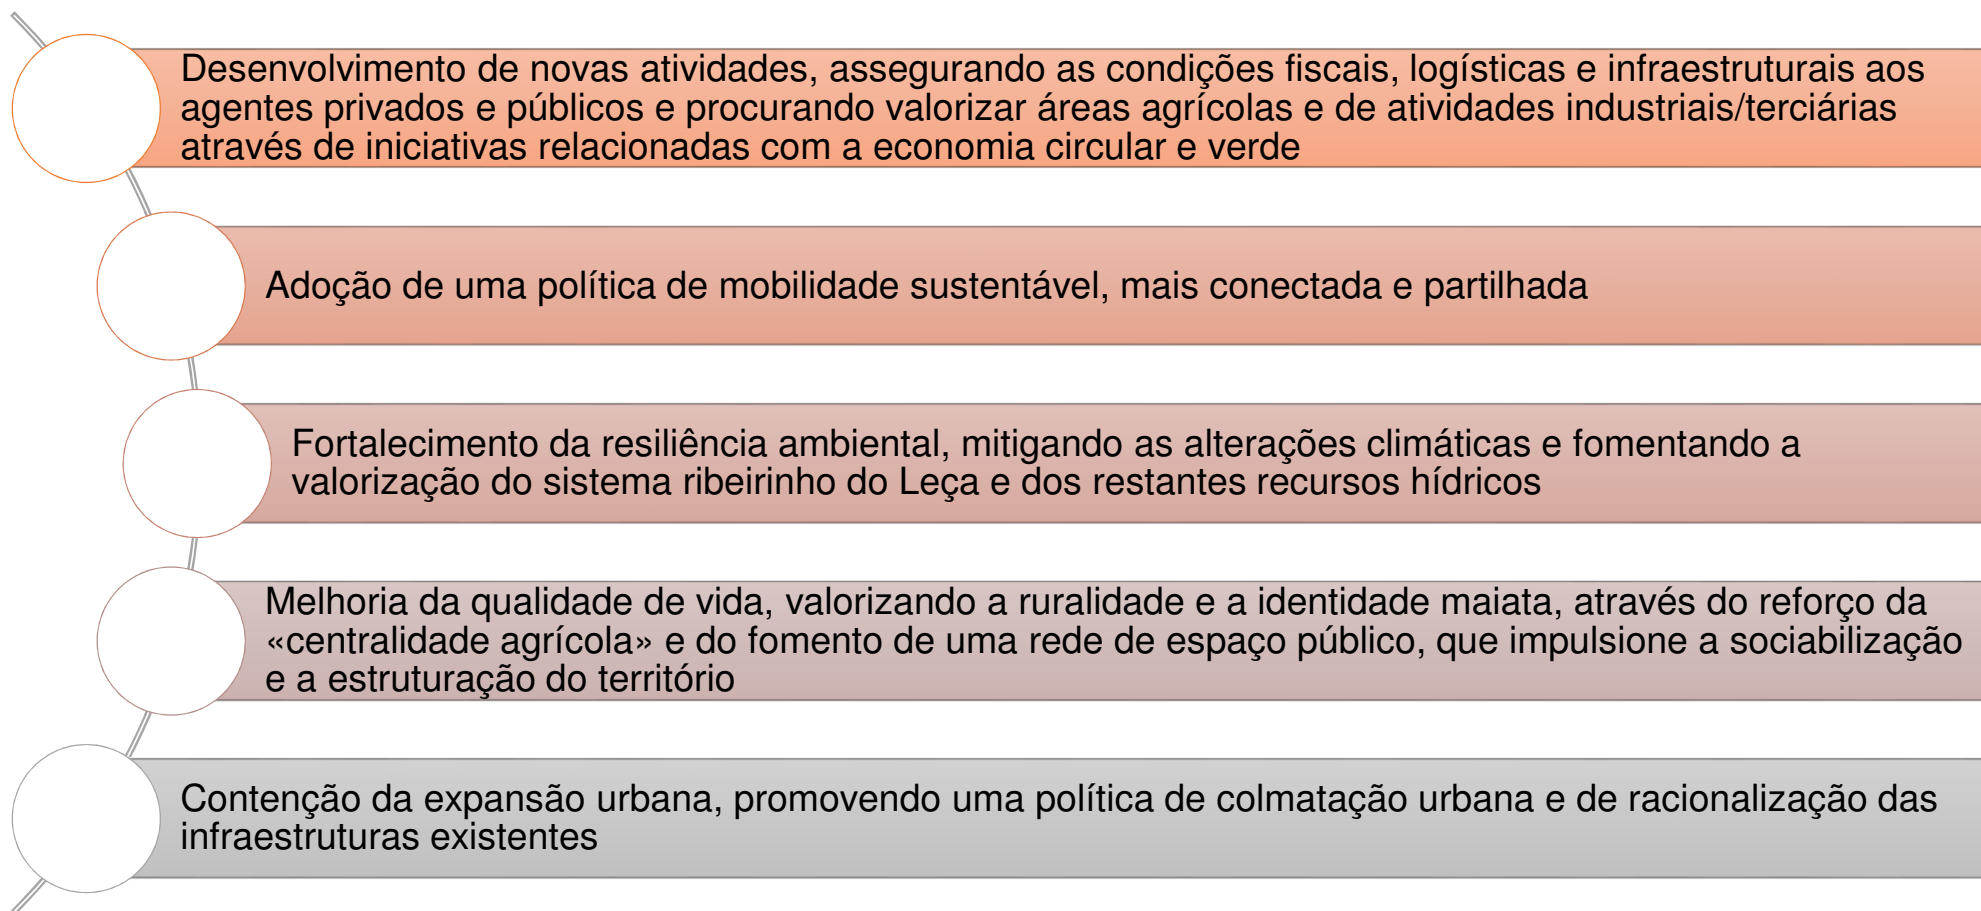 Desenvolvimento de novas atividades, assegurando as condições fiscais, logísticas e infraestruturais aos
agentes privados e públicos e procurando valorizar áreas agrícolas e de atividades industriais/terciárias
através de iniciativas relacionadas com a economia circular e verde
Adoção de uma política de mobilidade sustentável, mais conectada e partilhada
Fortalecimento da resiliência ambiental, mitigando as alterações climáticas e fomentando a
valorização do sistema ribeirinho do Leça e dos restantes recursos hídricos
Melhoria da qualidade de vida, valorizando a ruralidade e a identidade maiata, através do reforço da
«centralidade agrícola» e do fomento de uma rede de espaço público, que impulsione a sociabilização
e a estruturação do território
Contenção da expansão urbana, promovendo uma política de colmatação urbana e de racionalização das
infraestruturas existentes